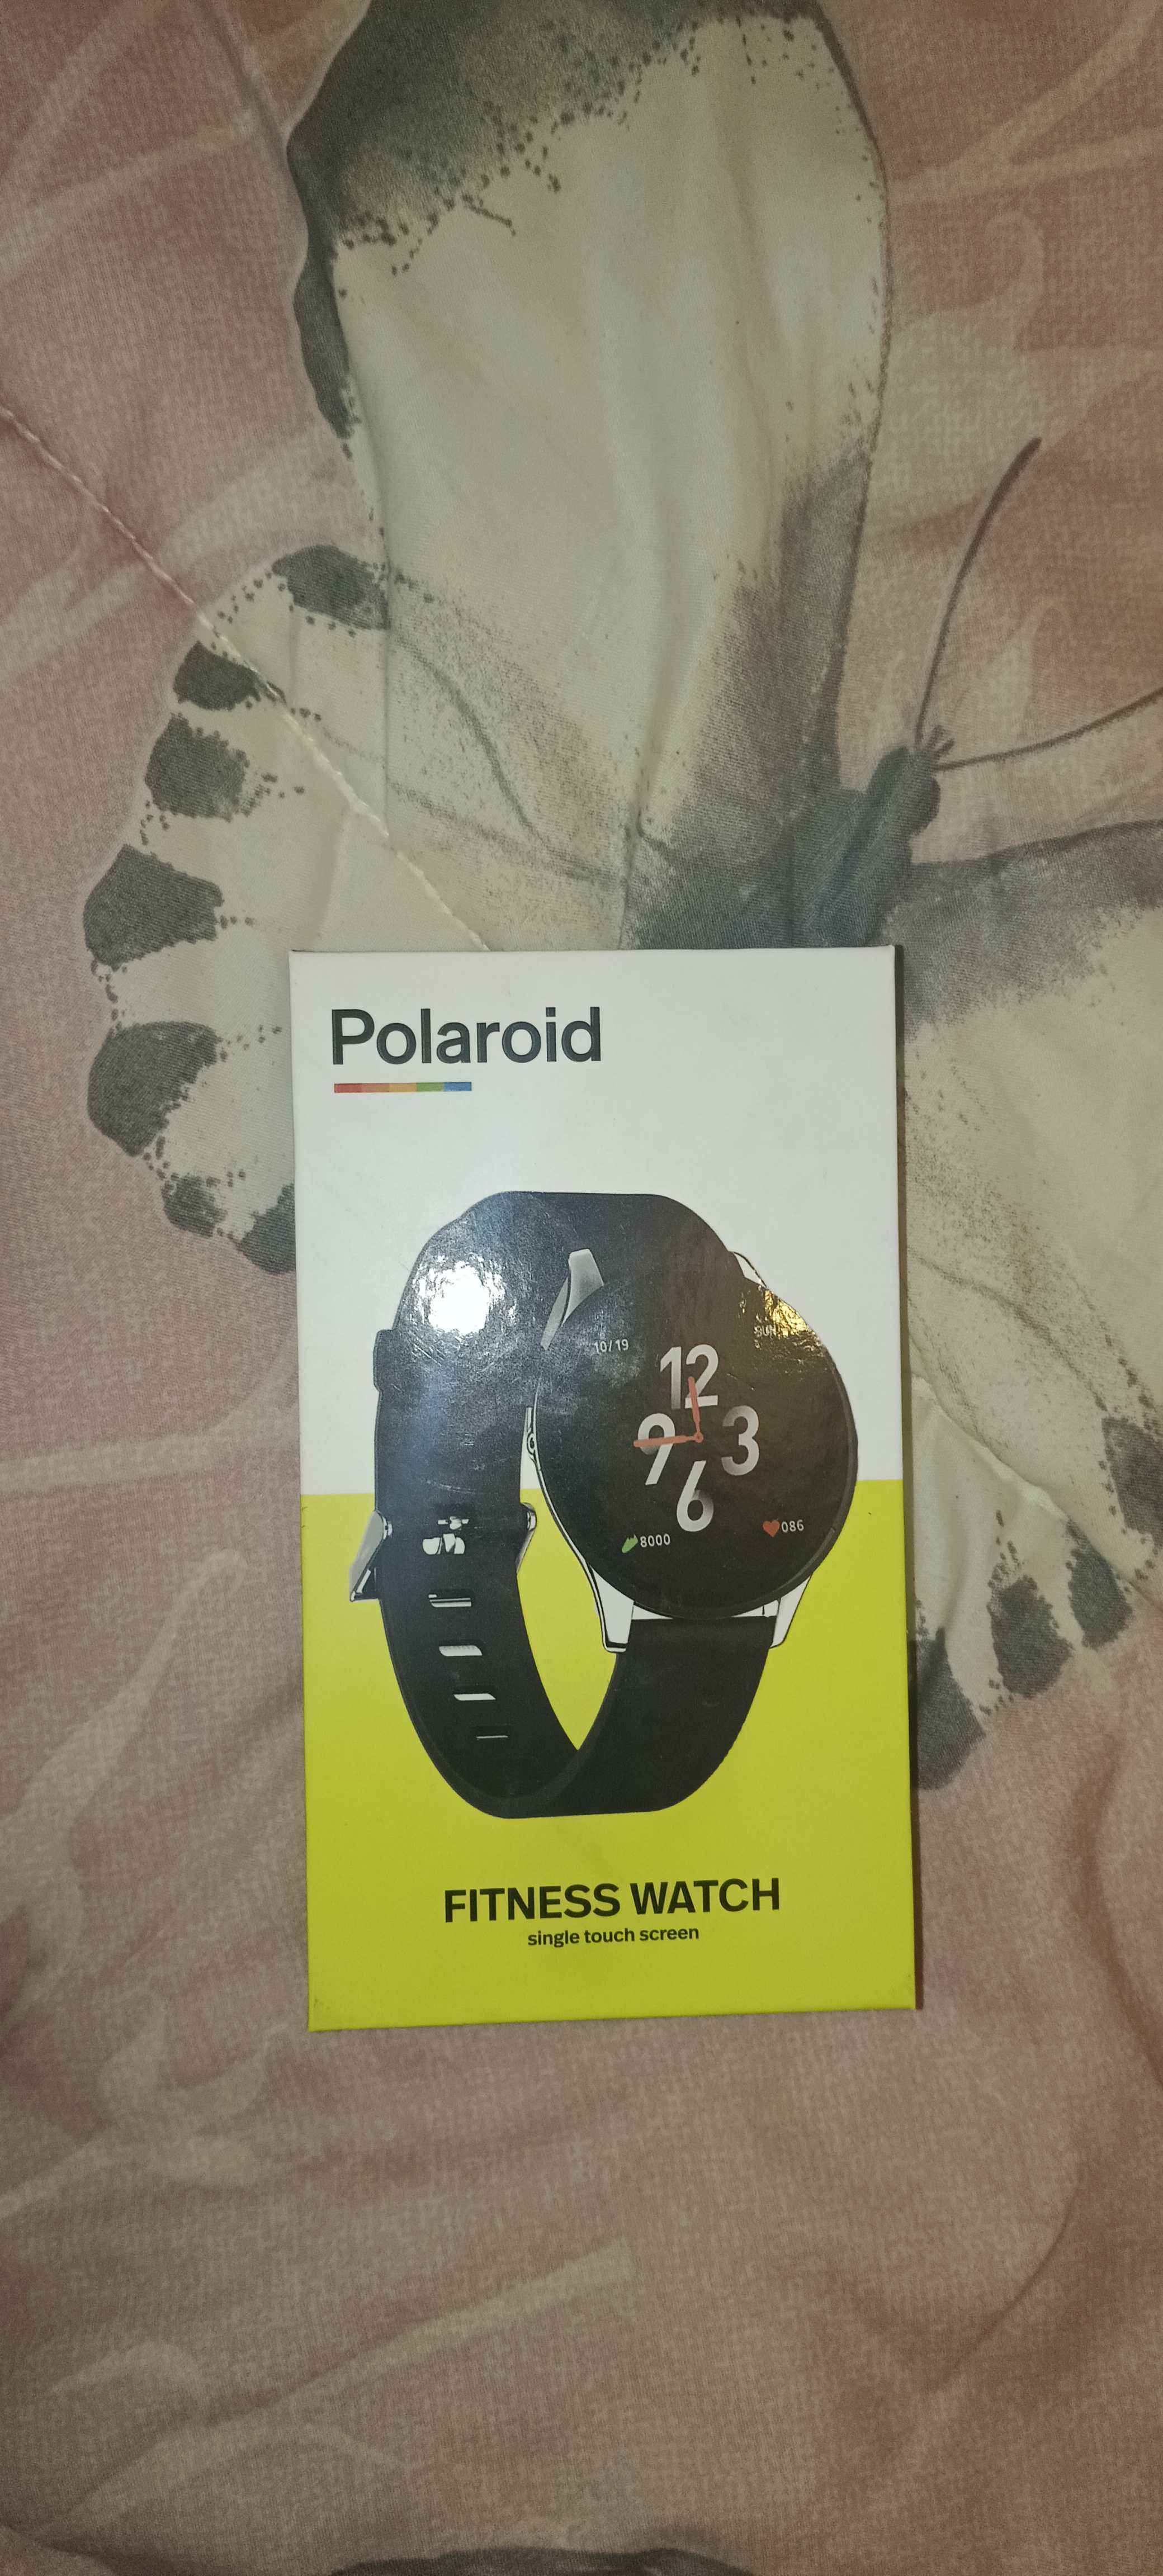 Polaroid
10/19 SUN
12
9 3
6
8000 086
FITNESS WATCH
single touch screen